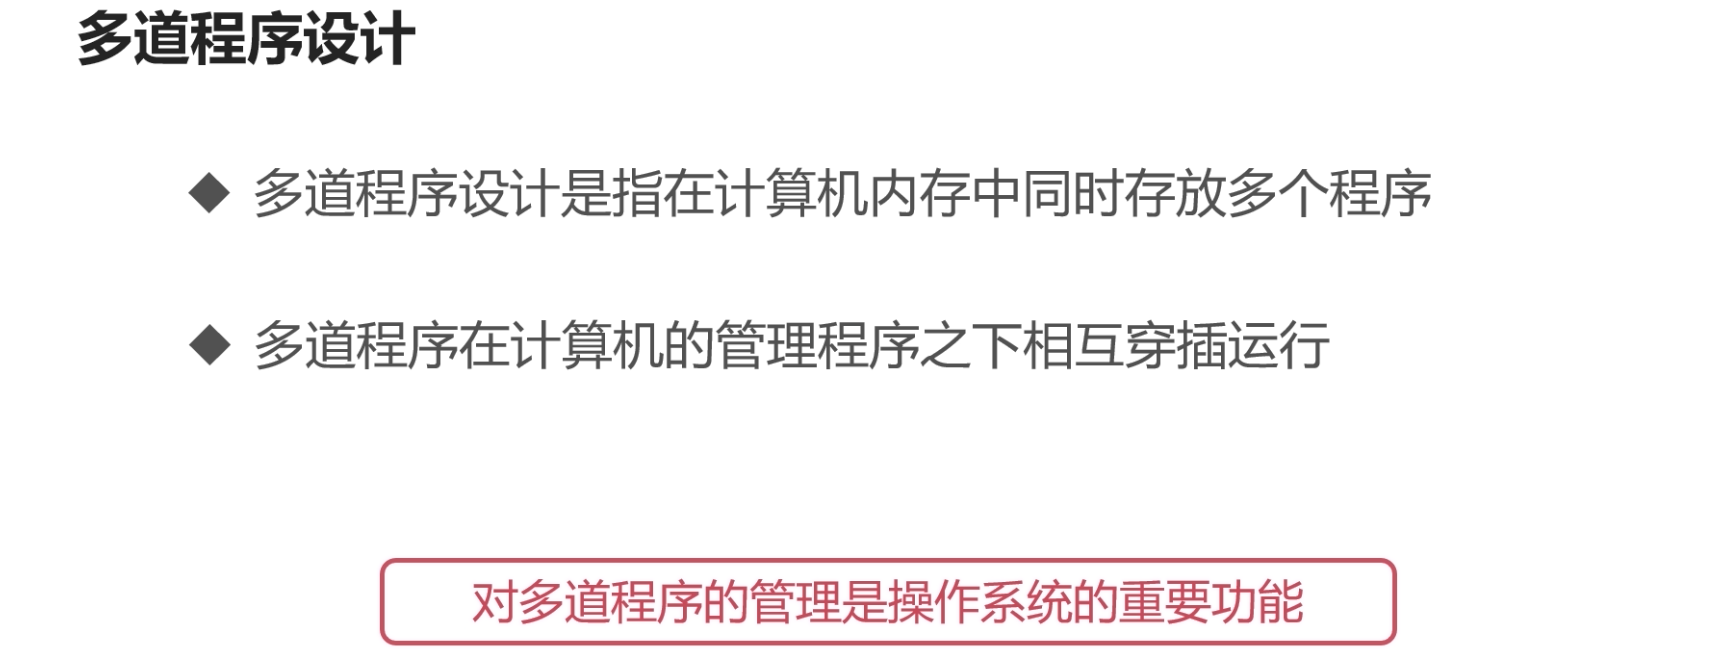 多道程序设计
◆ 多道程序设计是指在计算机内存中同时存放多个程序
◆ 多道程序在计算机的管理程序之下相互穿插运行
对多道程序的管理是操作系统的重要功能